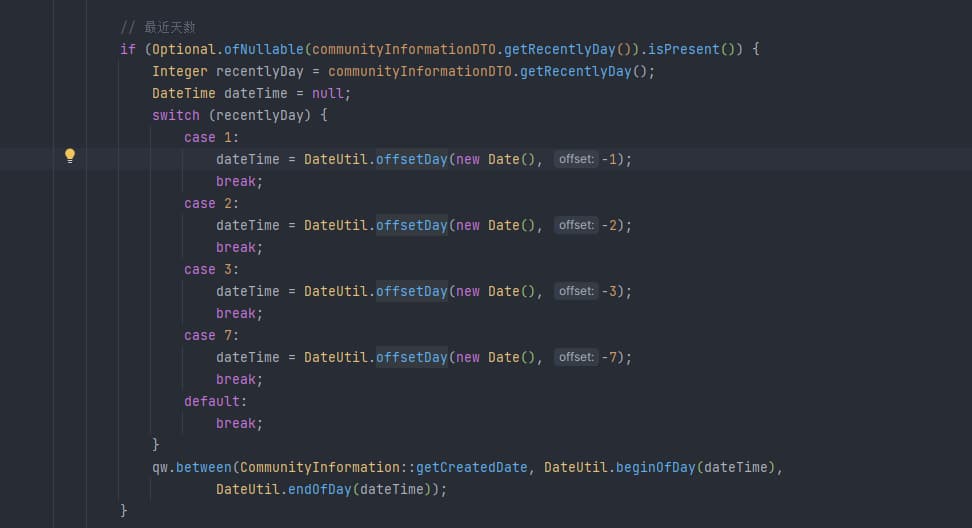 // 最近天数
if (Optional.ofNullable(communityInformationDTO.getRecentlyDay()).isPresent()) {
Integer recentlyDay = communityInformationDTO.getRecentlyDay();
DateTime dateTime = null;
switch (recentlyDay) {
case 1:
dateTime = DateUtil.offsetDay(new Date(), offset: -1);
break;
case 2:
dateTime = DateUtil.offsetDay(new Date(), offset: -2);
break;
case 3:
dateTime = DateUtil.offsetDay(new Date(), offset: -3);
break;
case 7:
dateTime = DateUtil.offsetDay(new Date(), offset: -7);
break;
default:
break;
}
qw.between(CommunityInformation::getCreatedDate, DateUtil.beginOfDay(dateTime),
DateUtil.endOfDay(dateTime));
}